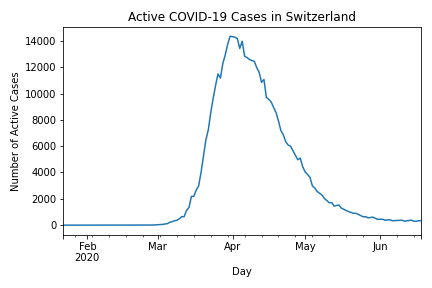 Active COVID-19 Cases in Switzerland
Number of Active Cases
14000
12000
10000
8000
6000
4000
2000
0
Feb Mar Apr May Jun
2020
Day